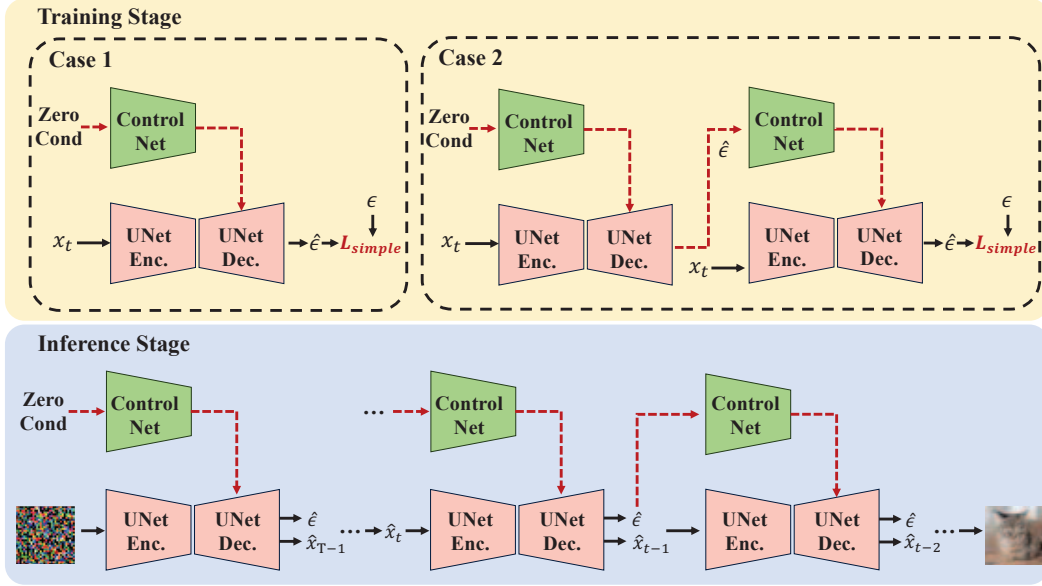 Training Stage
Case 1
Zero
Cond
Control
Net
x_t
UNet
Enc.
UNet
Dec.
ϵ̂
ϵ
L_simple
Case 2
Zero
Cond
Control
Net
ϵ̂
Control
Net
x_t
UNet
Enc.
UNet
Dec.
x_t
UNet
Enc.
UNet
Dec.
ϵ̂
ϵ
L_simple
Inference Stage
Zero
Cond
Control
Net
...
Control
Net
Control
Net
UNet
Enc.
UNet
Dec.
ϵ̂
x̂_{T−1}
...
x̂_t
UNet
Enc.
UNet
Dec.
ϵ̂
x̂_{t−1}
UNet
Enc.
UNet
Dec.
ϵ̂
x̂_{t−2}
...